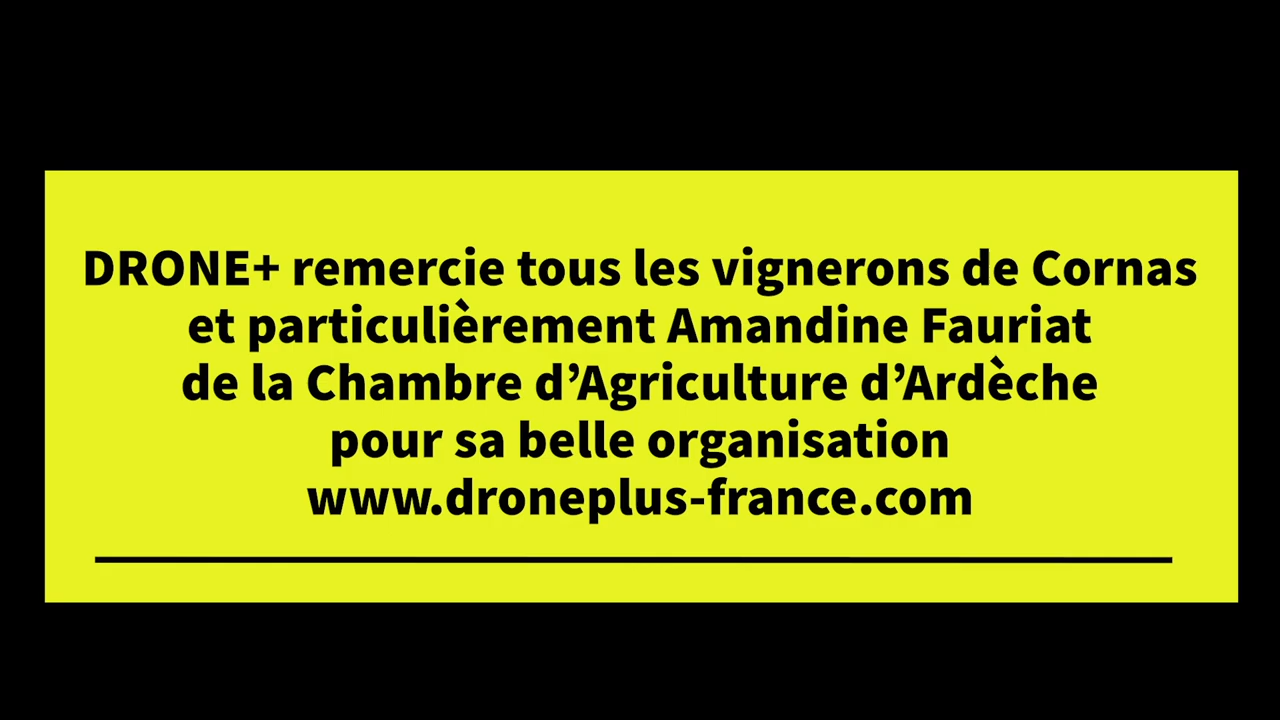 DRONE+ remercie tous les vignerons de Cornas
et particulièrement Amandine Fauriat
de la Chambre d’Agriculture d’Ardèche
pour sa belle organisation
www.droneplus-france.com